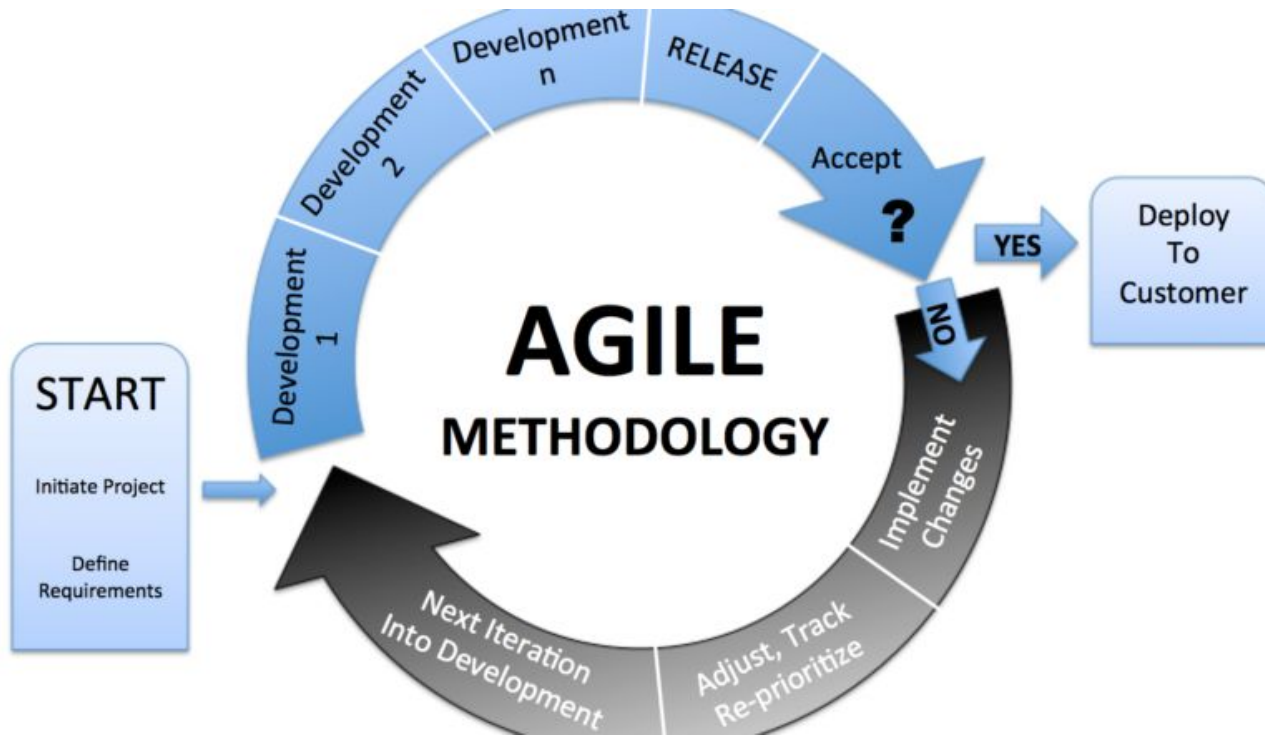 START
Initiate Project
Define
Requirements
Development
1
Development
2
Development
n
RELEASE
Accept
?
YES
Deploy
To
Customer
NO
Implement
Changes
Adjust, Track
Re-prioritize
Next Iteration
Into Development
AGILE
METHODOLOGY